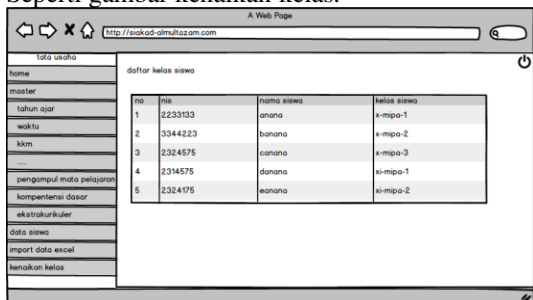 Seperti gambar kenaikan kelas.
A Web Page
http://siakad-almultazam.com
tata usaha
home
master
tahun ajar
waktu
kkm
....
pengampul mata pelajaran
kompentensi dasar
ekstrakurikuler
data siswa
import data excel
kenaikan kelas
daftar kelas siswa
no nis nama siswa kelas siswa
1 2233133 anana x-mipa-1
2 3344223 banana x-mipa-2
3 2324575 canana x-mipa-3
4 2314575 danana xi-mipa-1
5 2324175 eanana xi-mipa-2